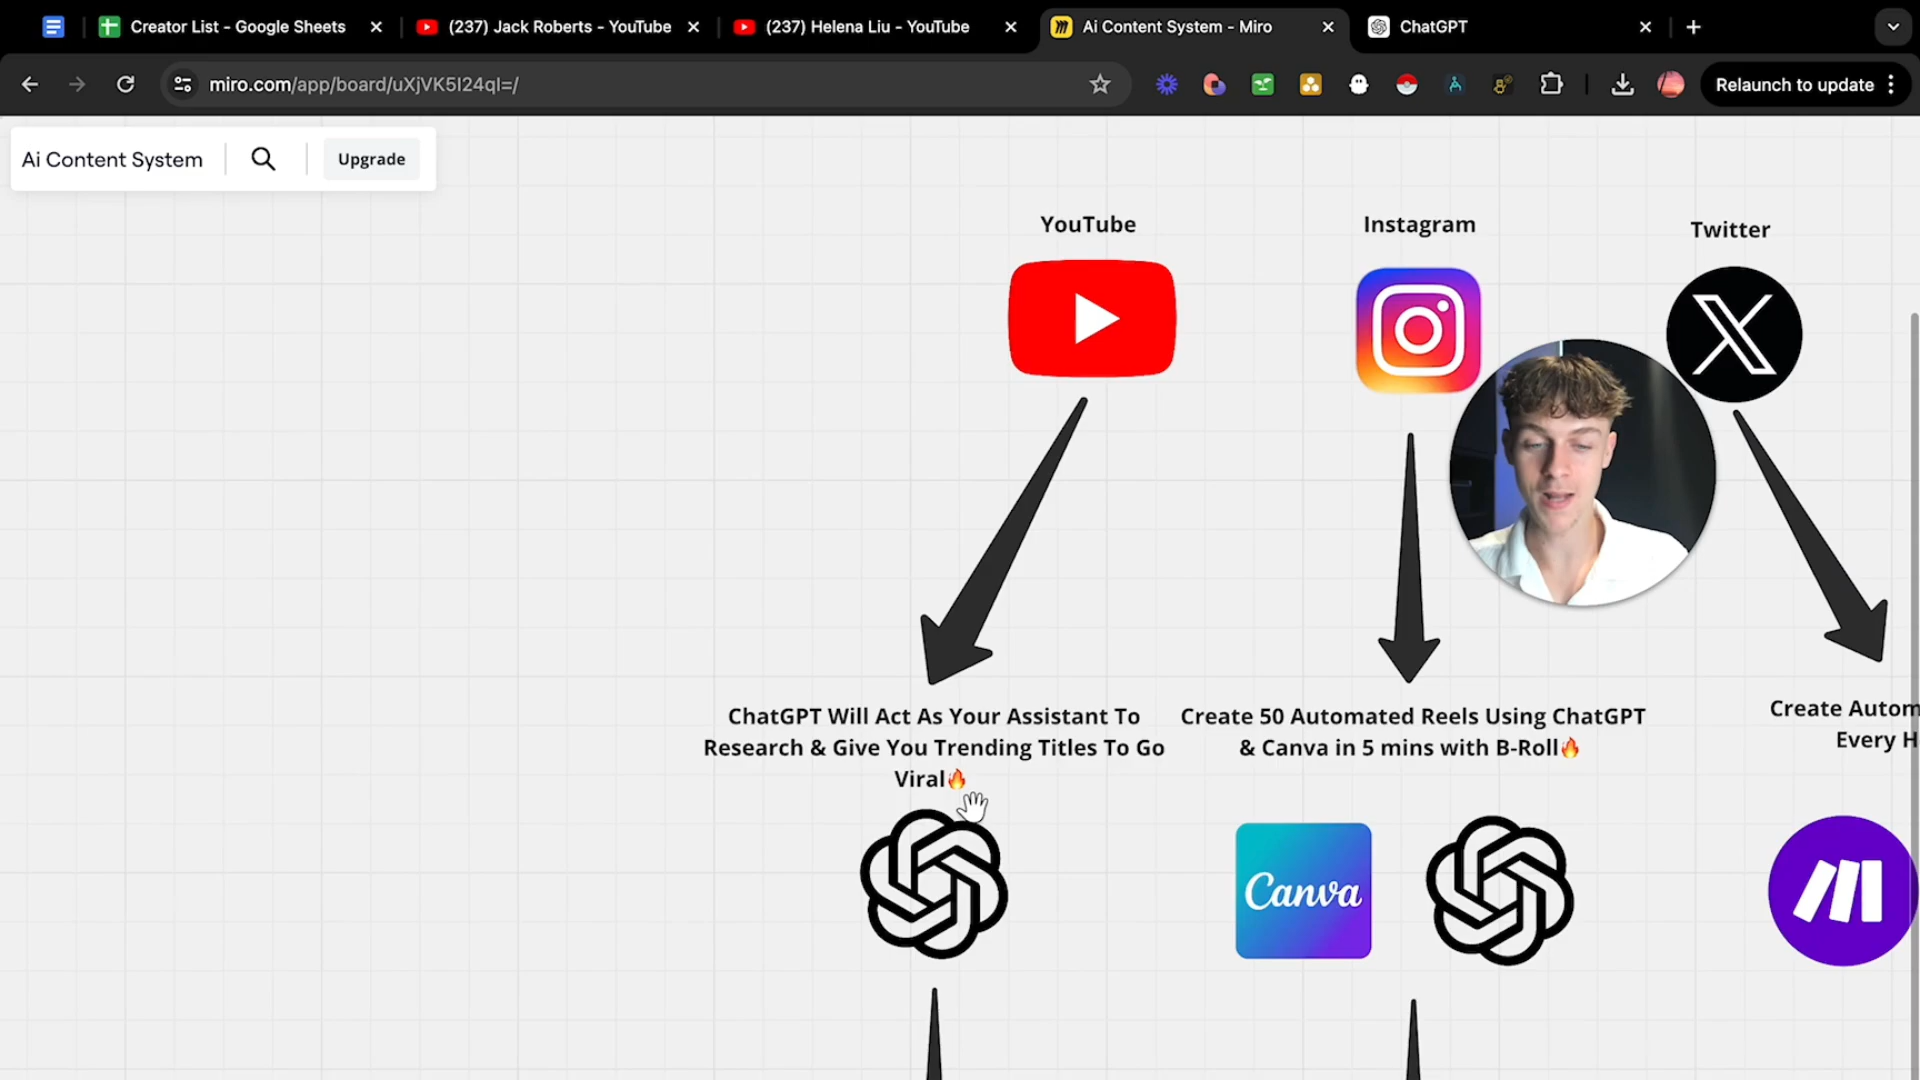 Creator List - Google Sheets
(237) Jack Roberts - YouTube
(237) Helena Liu - YouTube
Ai Content System - Miro
ChatGPT
miro.com/app/board/uXjVK5I24qI=/
Relaunch to update
Ai Content System
Upgrade
YouTube
Instagram
Twitter
ChatGPT Will Act As Your Assistant To
Research & Give You Trending Titles To Go
Viral🔥
Create 50 Automated Reels Using ChatGPT
& Canva in 5 mins with B-Roll🔥
Create Autom
Every H
Canva